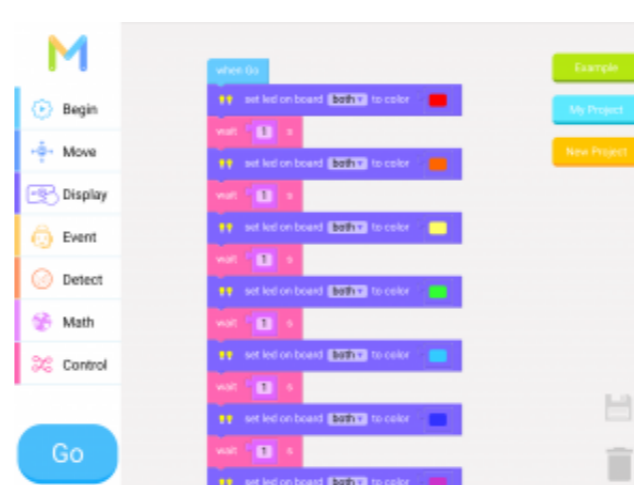 M
Begin
Move
Display
Event
Detect
Math
Control
Go
when Go
set led on board both to color
wait 1 s
set led on board both to color
wait 1 s
set led on board both to color
wait 1 s
set led on board both to color
wait 1 s
set led on board both to color
wait 1 s
set led on board both to color
wait 1 s
set led on board both to color
Example
My Project
New Project